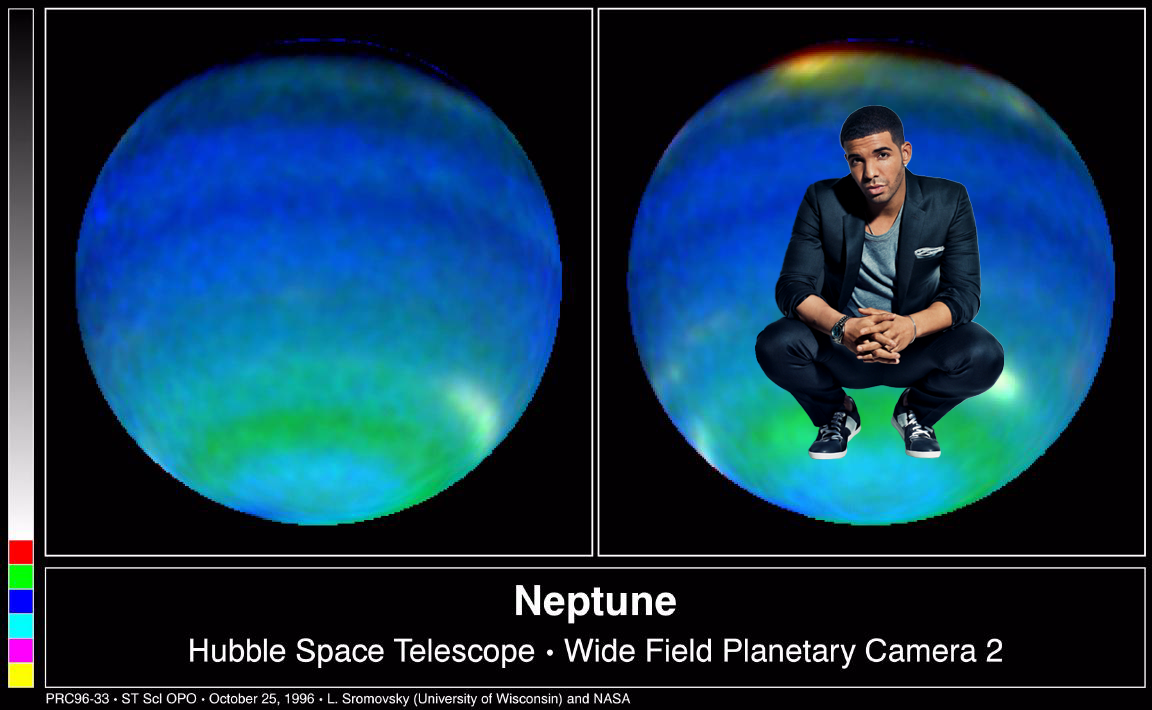 Neptune
Hubble Space Telescope • Wide Field Planetary Camera 2
PRC96-33 • ST ScI OPO • October 25, 1996 • L. Sromovsky (University of Wisconsin) and NASA